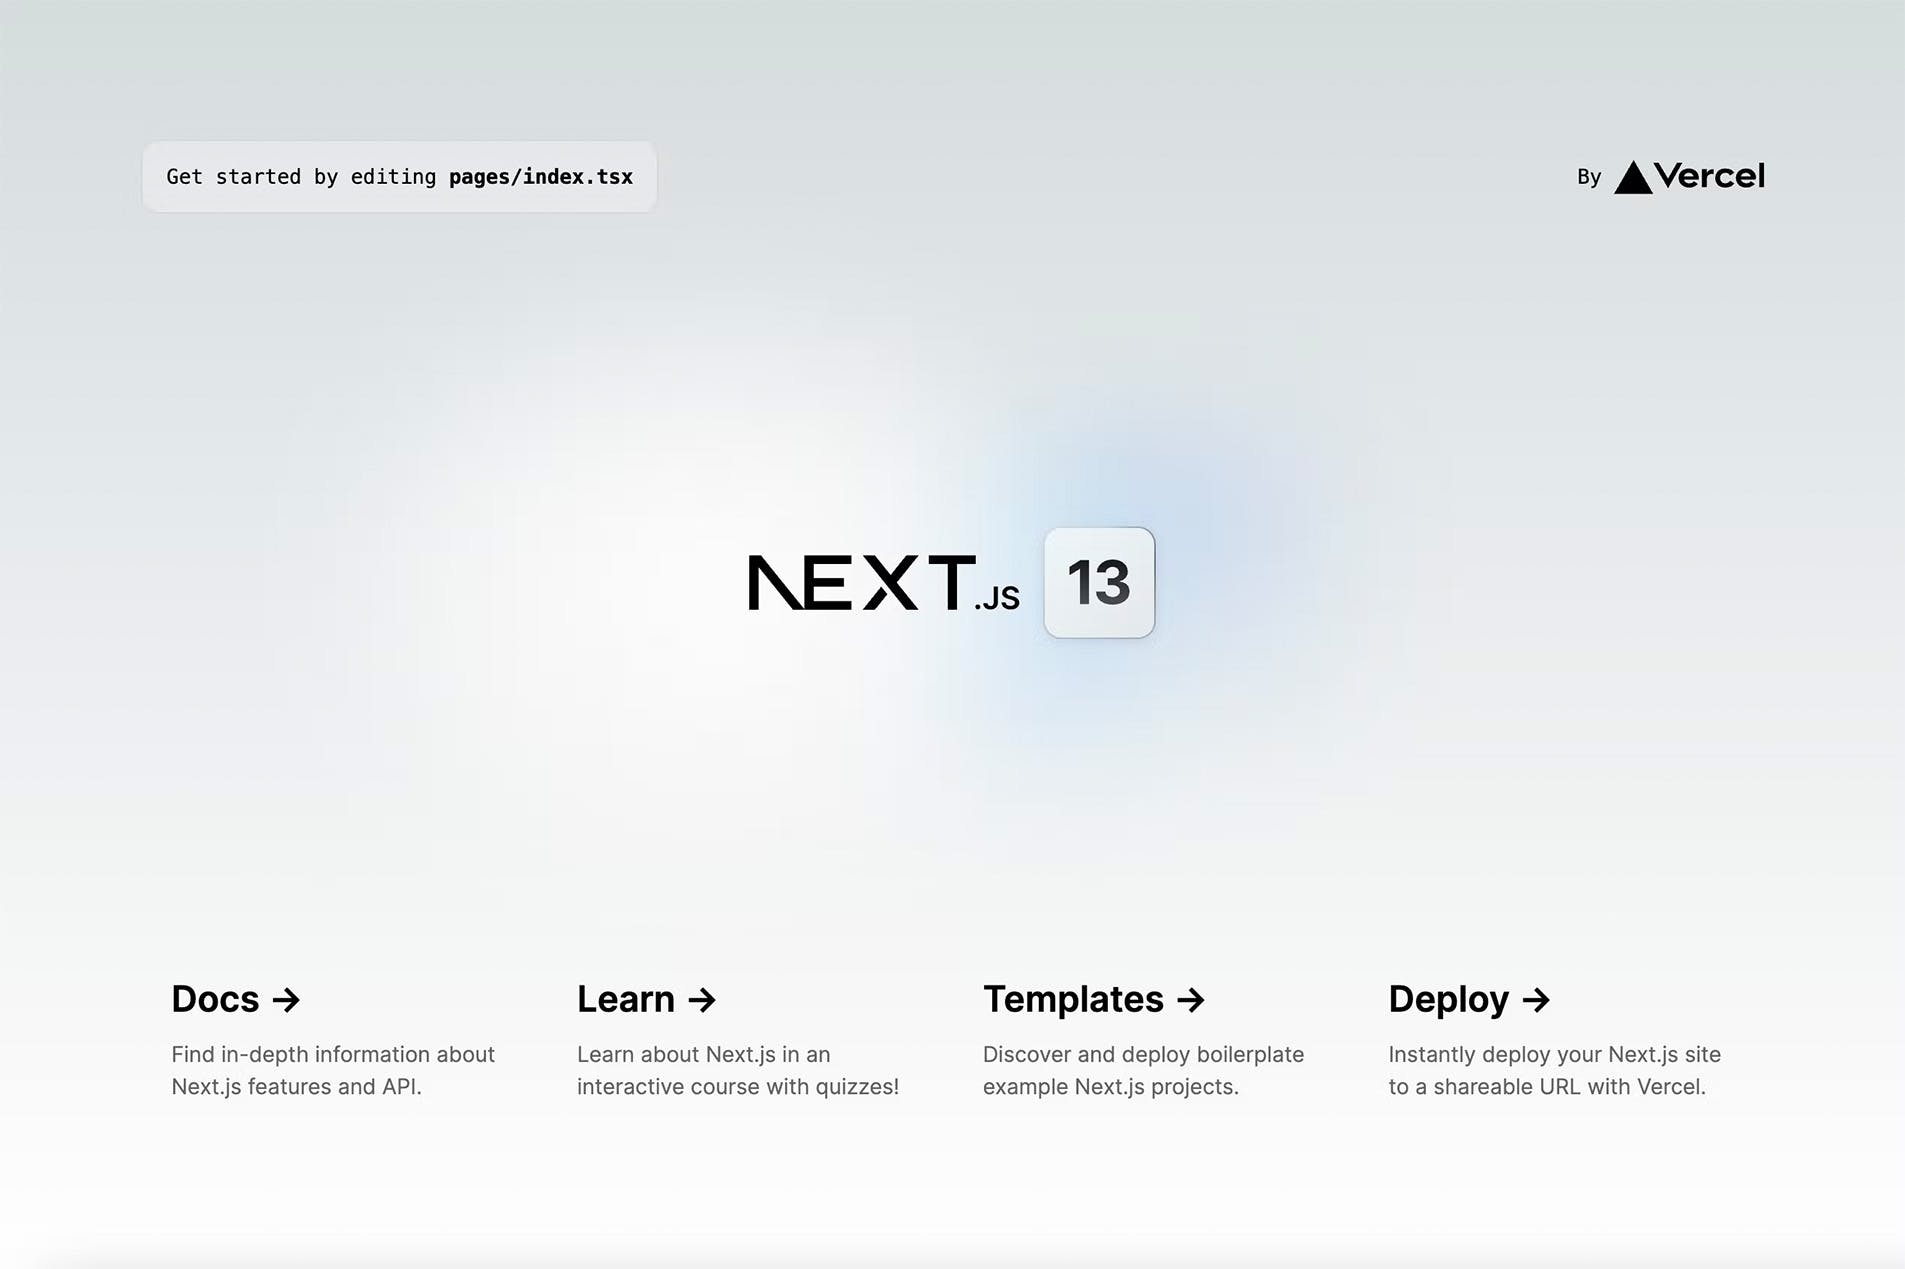 Get started by editing pages/index.tsx
By Vercel
NEXT.JS 13
Docs →
Find in-depth information about
Next.js features and API.
Learn →
Learn about Next.js in an
interactive course with quizzes!
Templates →
Discover and deploy boilerplate
example Next.js projects.
Deploy →
Instantly deploy your Next.js site
to a shareable URL with Vercel.